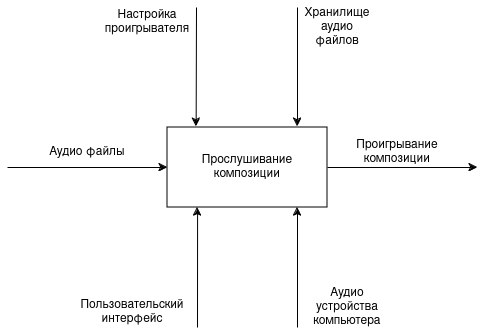 Настройка
проигрывателя
Хранилище
аудио
файлов
Аудио файлы
Прослушивание
композиции
Проигрывание
композиции
Пользовательский
интерфейс
Аудио
устройства
компьютера